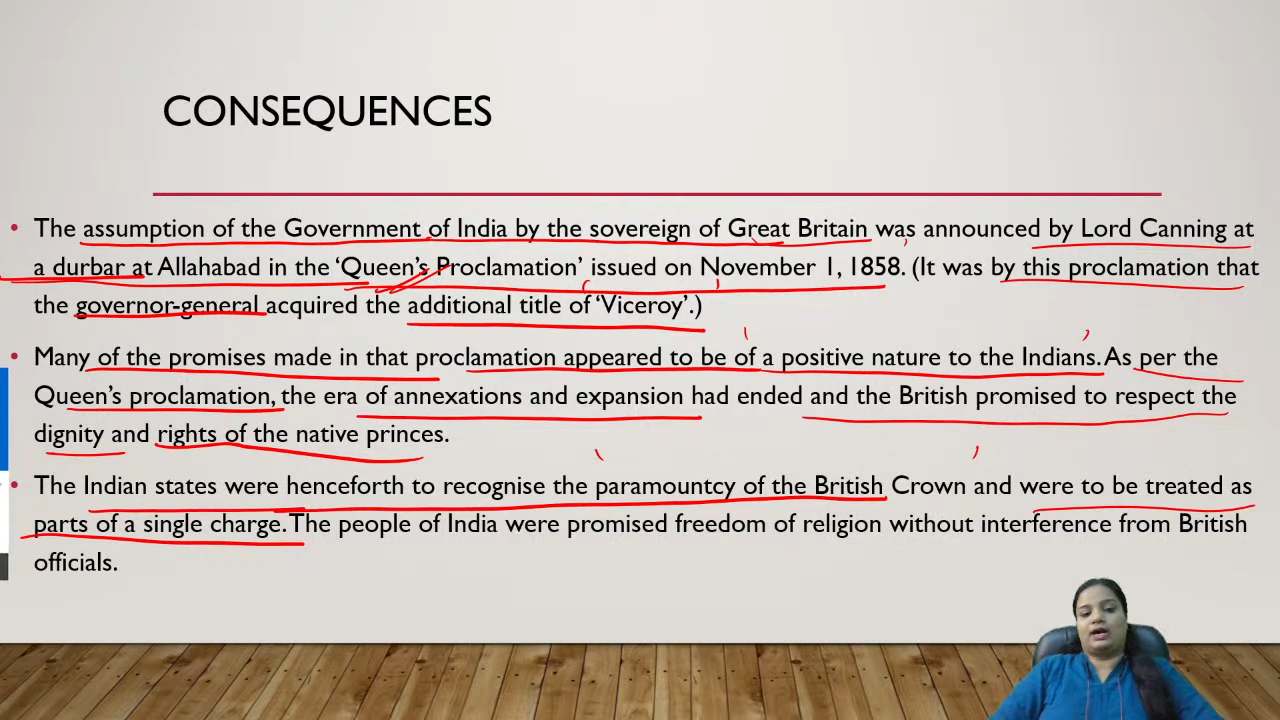 CONSEQUENCES
• The assumption of the Government of India by the sovereign of Great Britain was announced by Lord Canning at
a durbar at Allahabad in the ‘Queen’s Proclamation’ issued on November 1, 1858. (It was by this proclamation that
the governor-general acquired the additional title of ‘Viceroy’.)
• Many of the promises made in that proclamation appeared to be of a positive nature to the Indians. As per the
Queen’s proclamation, the era of annexations and expansion had ended and the British promised to respect the
dignity and rights of the native princes.
• The Indian states were henceforth to recognise the paramountcy of the British Crown and were to be treated as
parts of a single charge. The people of India were promised freedom of religion without interference from British
officials.